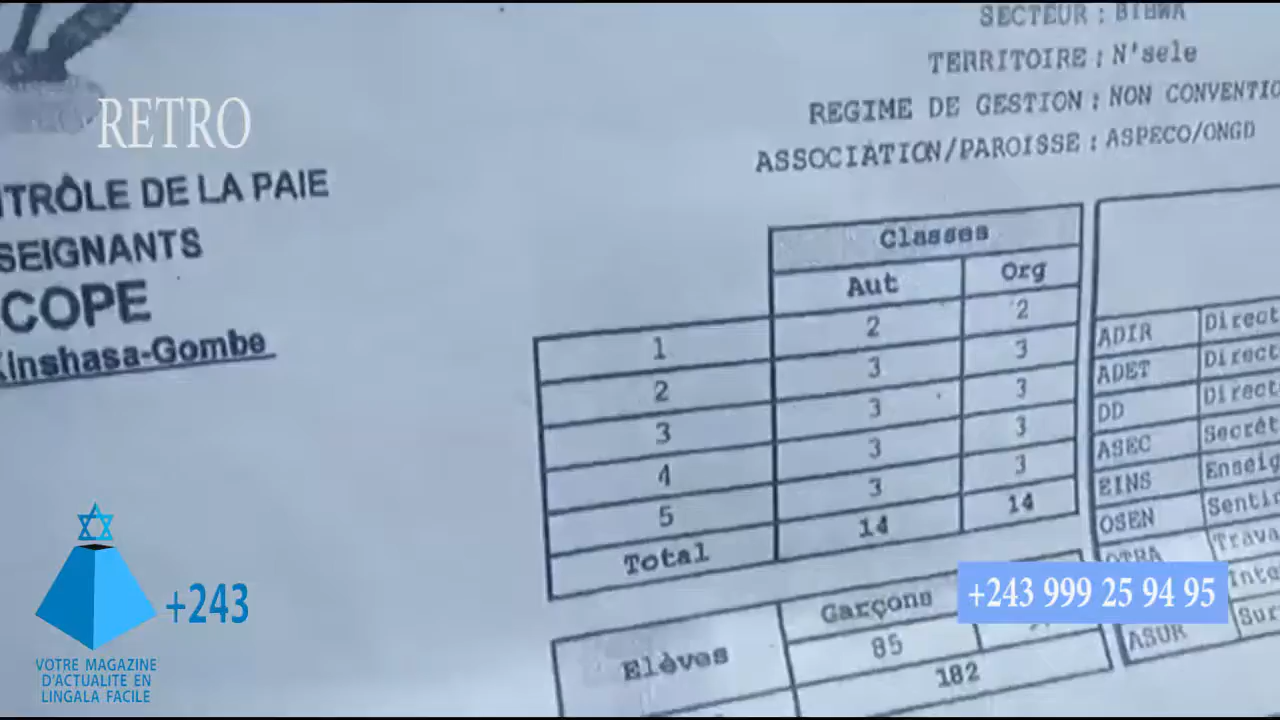 SECTEUR : BIBWA
TERRITOIRE : N'sele
REGIME DE GESTION : NON CONVENTIO
ASSOCIATION/PAROISSE : ASPECO/ONGD
RETRO
NTRÔLE DE LA PAIE
SEIGNANTS
COPE
Kinshasa-Gombe
Classes
Aut Org
1 2 2
2 3 3
3 3 3
4 3 3
5 3 3
Total 14 14
ADIR Direct
ADET Direct
DD Direct
ASEC Secrét
EINS Enseig
OSEN Sentin
OTRA Trava
Inte
ASUR Sur
Elèves Garçons
85
182
+243 999 25 94 95
+243
VOTRE MAGAZINE
D'ACTUALITE EN
LINGALA FACILE